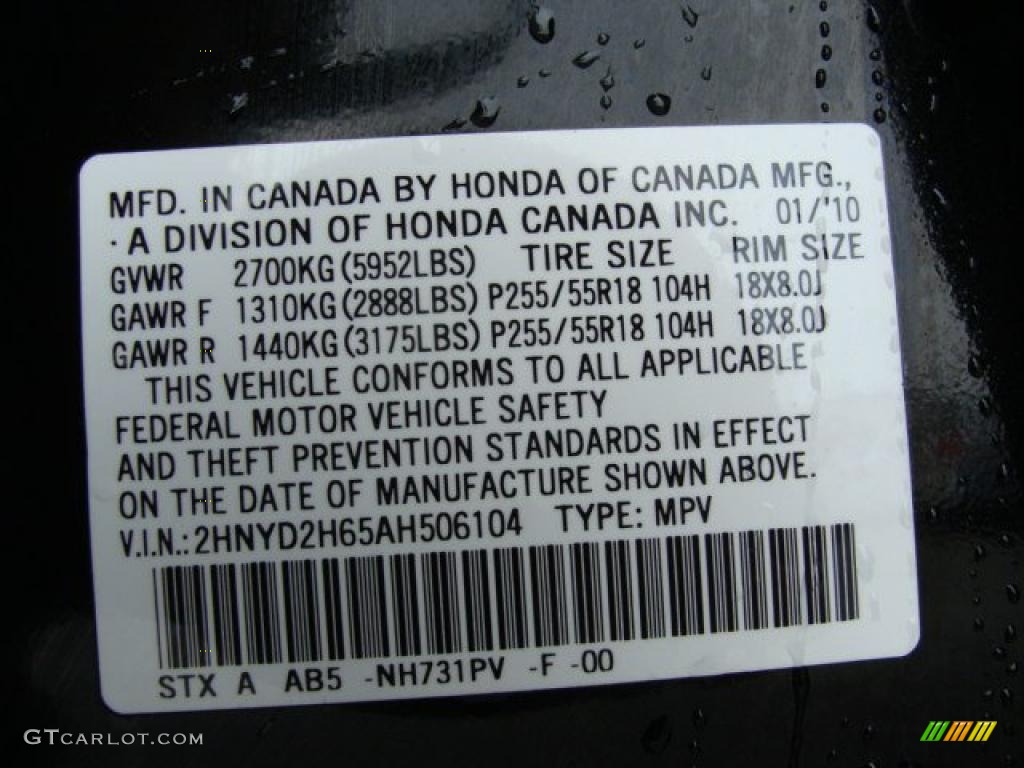 MFD. IN CANADA BY HONDA OF CANADA MFG.,
· A DIVISION OF HONDA CANADA INC. 01/'10
GVWR 2700KG(5952LBS) TIRE SIZE RIM SIZE
GAWR F 1310KG(2888LBS) P255/55R18 104H 18X8.0J
GAWR R 1440KG(3175LBS) P255/55R18 104H 18X8.0J
THIS VEHICLE CONFORMS TO ALL APPLICABLE
FEDERAL MOTOR VEHICLE SAFETY
AND THEFT PREVENTION STANDARDS IN EFFECT
ON THE DATE OF MANUFACTURE SHOWN ABOVE.
V.I.N.: 2HNYD2H65AH506104 TYPE: MPV
STX A AB5 -NH731PV -F -00
GTCARLOT.COM